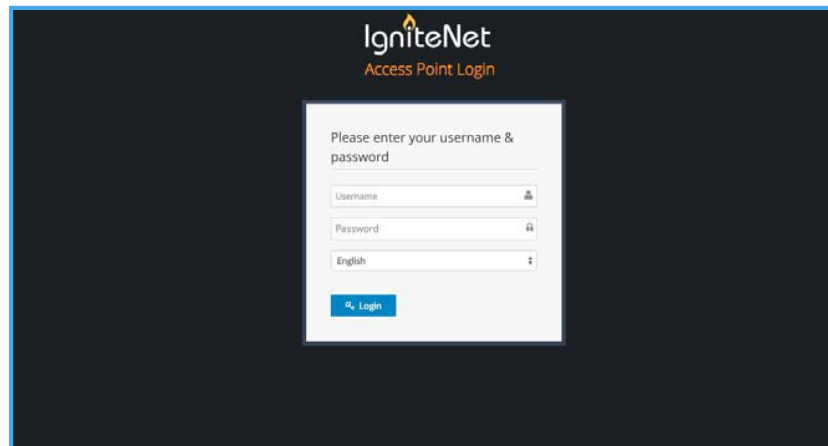 IgniteNet
Access Point Login
Please enter your username &
password
Username
Password
English
Login